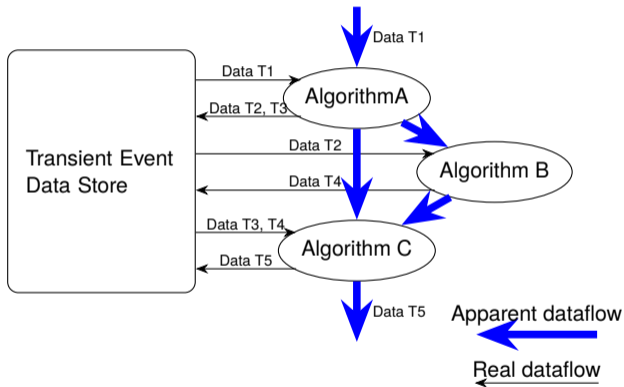 Data T1
Data T1
AlgorithmA
Data T2, T3
Data T2
Transient Event
Data Store
Algorithm B
Data T4
Data T3, T4
Algorithm C
Data T5
Data T5
Apparent dataflow
Real dataflow